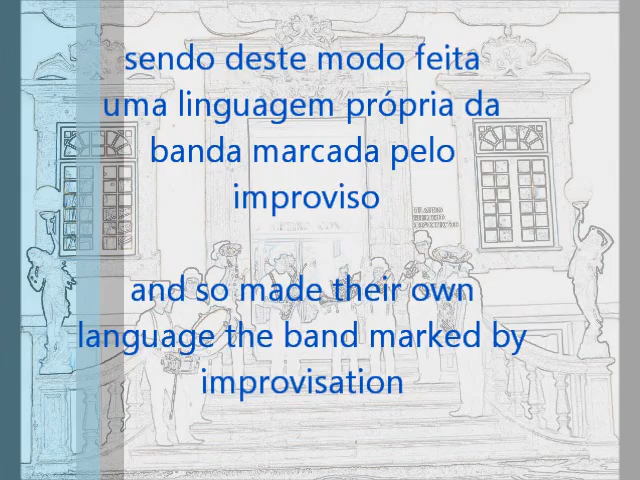 sendo deste modo feita
uma linguagem própria da
banda marcada pelo
improviso
and so made their own
language the band marked by
improvisation